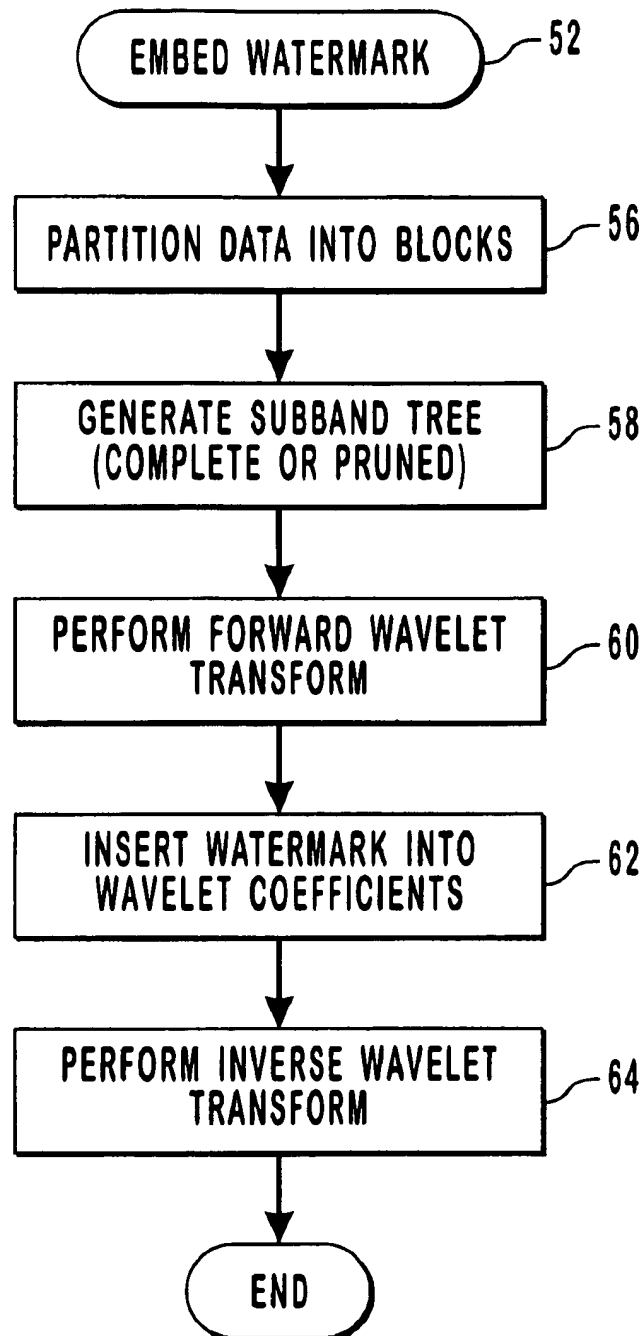 EMBED WATERMARK
52
PARTITION DATA INTO BLOCKS
56
GENERATE SUBBAND TREE
(COMPLETE OR PRUNED)
58
PERFORM FORWARD WAVELET
TRANSFORM
60
INSERT WATERMARK INTO
WAVELET COEFFICIENTS
62
PERFORM INVERSE WAVELET
TRANSFORM
64
END